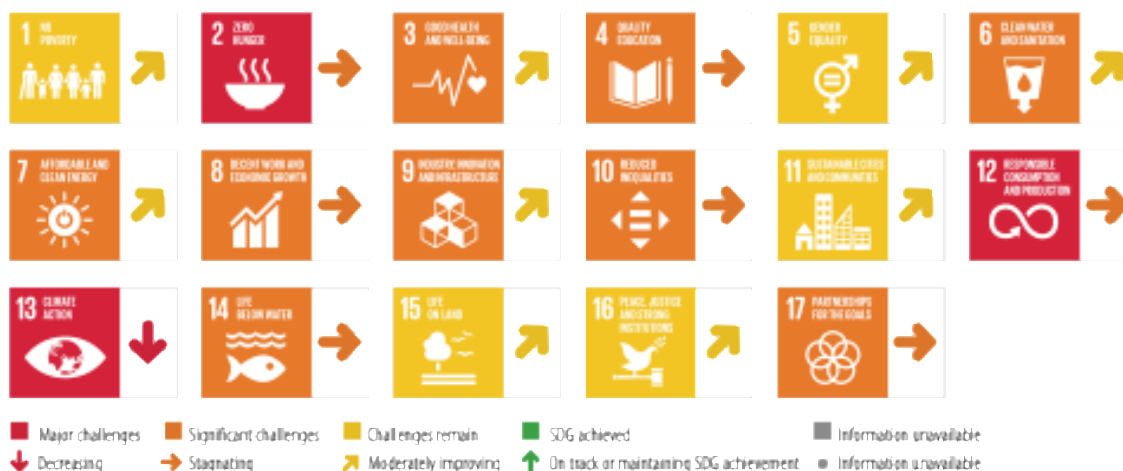 1 NO
POVERTY
2 ZERO
HUNGER
3 GOOD HEALTH
AND WELL-BEING
4 QUALITY
EDUCATION
5 GENDER
EQUALITY
6 CLEAN WATER
AND SANITATION
7 AFFORDABLE AND
CLEAN ENERGY
8 DECENT WORK AND
ECONOMIC GROWTH
9 INDUSTRY, INNOVATION
AND INFRASTRUCTURE
10 REDUCED
INEQUALITIES
11 SUSTAINABLE CITIES
AND COMMUNITIES
12 RESPONSIBLE
CONSUMPTION
AND PRODUCTION
13 CLIMATE
ACTION
14 LIFE
BELOW WATER
15 LIFE
ON LAND
16 PEACE, JUSTICE
AND STRONG
INSTITUTIONS
17 PARTNERSHIPS
FOR THE GOALS
Major challenges Significant challenges Challenges remain SDG achieved Information unavailable
Decreasing Stagnating Moderately improving On track or maintaining SDG achievement Information unavailable